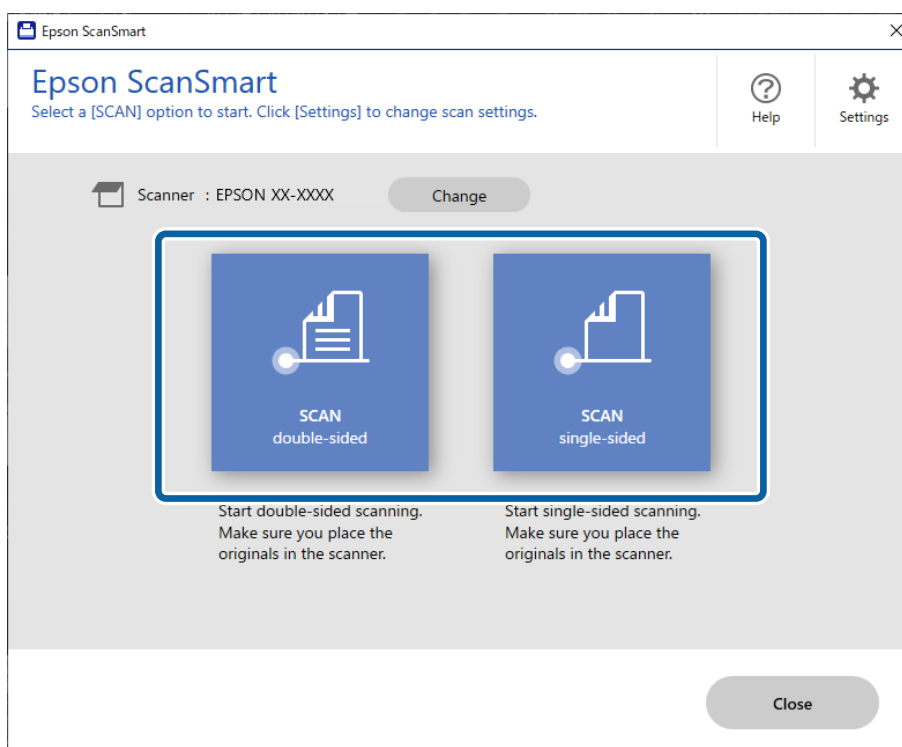 Epson ScanSmart
Epson ScanSmart
Select a [SCAN] option to start. Click [Settings] to change scan settings.
Help
Settings
Scanner : EPSON XX-XXXX
Change
SCAN
double-sided
SCAN
single-sided
Start double-sided scanning.
Make sure you place the
originals in the scanner.
Start single-sided scanning.
Make sure you place the
originals in the scanner.
Close